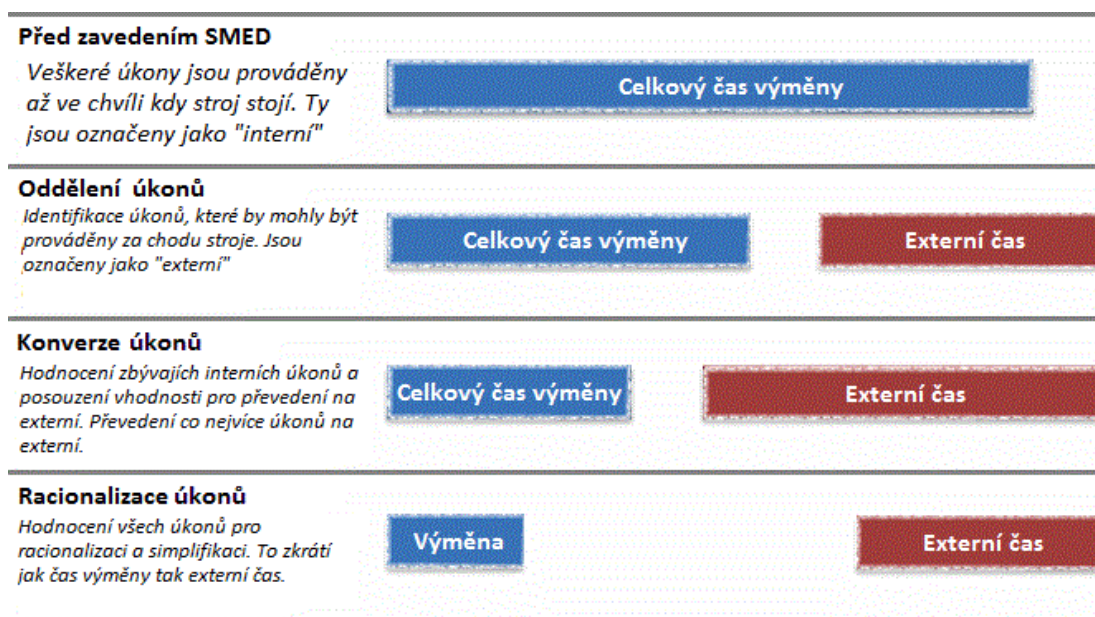 Před zavedením SMED
Veškeré úkony jsou prováděny
až ve chvíli kdy stroj stojí. Ty
jsou označeny jako "interní"
Celkový čas výměny
Oddělení úkonů
Identifikace úkonů, které by mohly být
prováděny za chodu stroje. Jsou
označeny jako "externí"
Celkový čas výměny
Externí čas
Konverze úkonů
Hodnocení zbývajích interních úkonů a
posouzení vhodnosti pro převedení na
externí. Převedení co nejvíce úkonů na
externí.
Celkový čas výměny
Externí čas
Racionalizace úkonů
Hodnocení všech úkonů pro
racionalizaci a simplifikaci. To zkrátí
jak čas výměny tak externí čas.
Výměna
Externí čas